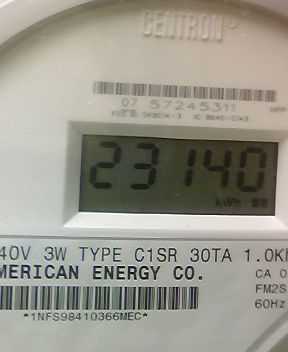 CENTRON
07 57245311
23140
kWh
40V 3W TYPE C1SR 30TA 1.0K
MERICAN ENERGY CO.
CA 0
FM2S
60Hz
*1NFS98410366MEC*